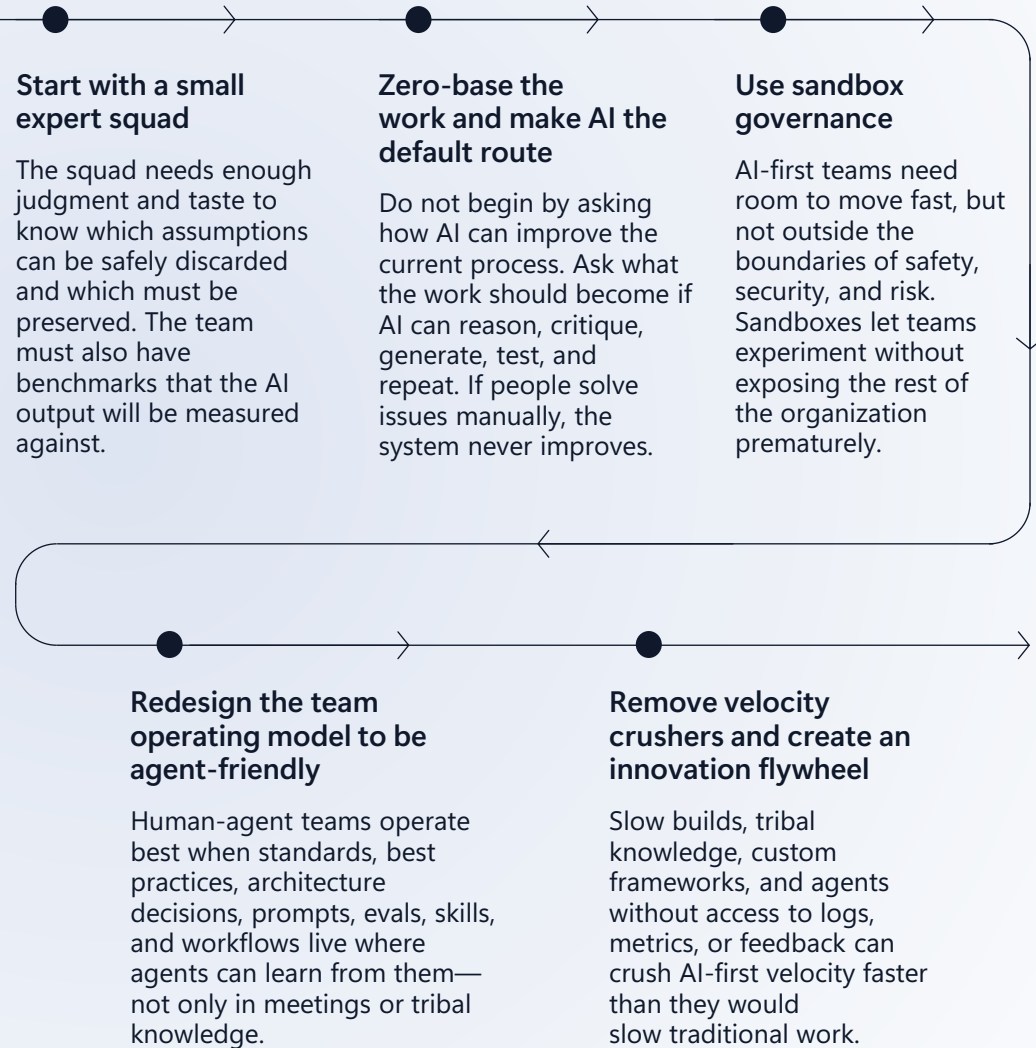 Start with a small
expert squad
The squad needs enough
judgment and taste to
know which assumptions
can be safely discarded
and which must be
preserved. The team
must also have
benchmarks that the AI
output will be measured
against.
Zero-base the
work and make AI the
default route
Do not begin by asking
how AI can improve the
current process. Ask what
the work should become if
AI can reason, critique,
generate, test, and
repeat. If people solve
issues manually, the
system never improves.
Use sandbox
governance
AI-first teams need
room to move fast, but
not outside the
boundaries of safety,
security, and risk.
Sandboxes let teams
experiment without
exposing the rest of
the organization
prematurely.
Redesign the team
operating model to be
agent-friendly
Human-agent teams operate
best when standards, best
practices, architecture
decisions, prompts, evals, skills,
and workflows live where
agents can learn from them—
not only in meetings or tribal
knowledge.
Remove velocity
crushers and create an
innovation flywheel
Slow builds, tribal
knowledge, custom
frameworks, and agents
without access to logs,
metrics, or feedback can
crush AI-first velocity faster
than they would
slow traditional work.